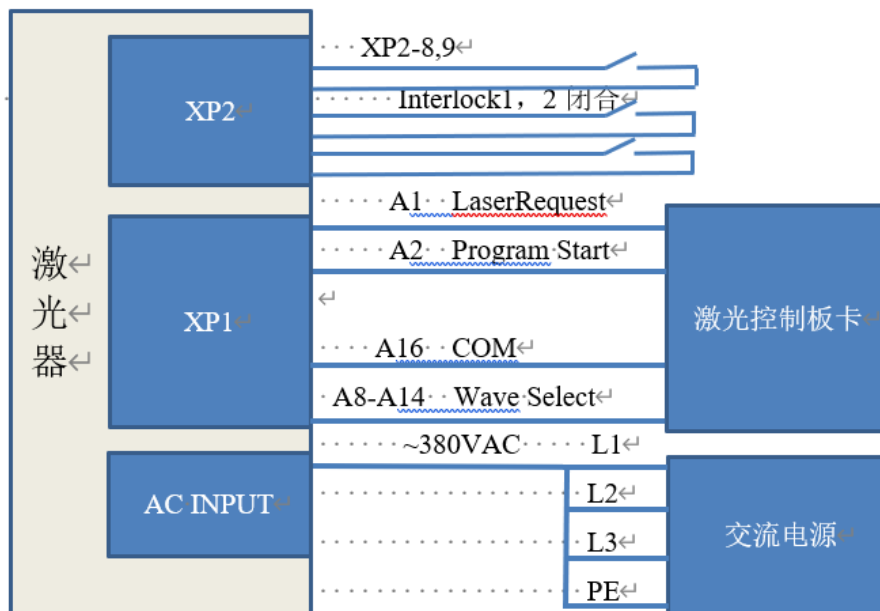 XP2-8,9
XP2
Interlock1，2 闭合
A1 LaserRequest
A2 Program Start
激
光
器
XP1
激光控制板卡
A16 COM
A8-A14 Wave Select
~380VAC L1
AC INPUT
L2
L3
交流电源
PE